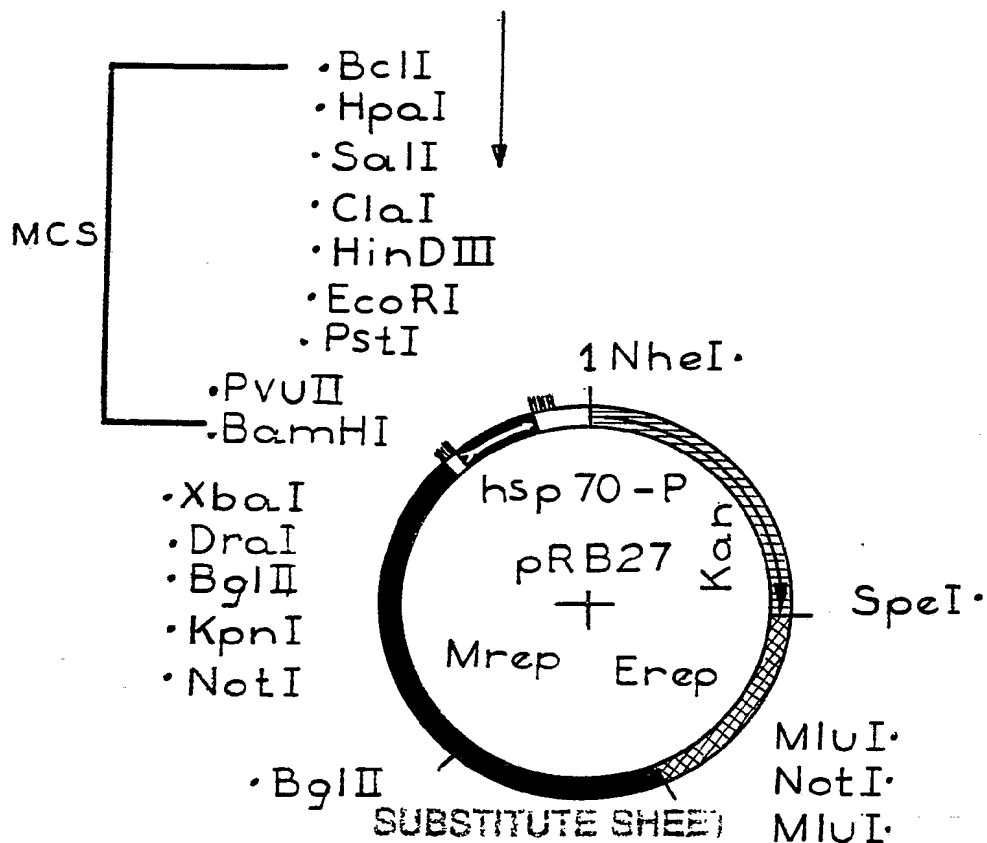 ·BclI
·HpaI
·SalI
·ClaI
·HinDIII
·EcoRI
·PstI
·PvuII
·BamHI
MCS
1 NheI·
·XbaI
·DraI
·BglII
·KpnI
·NotI
·BglII
hsp 70-P
pRB27
Kan
Mrep
Erep
SpeI·
MluI·
NotI·
MluI·
SUBSTITUTE SHEET